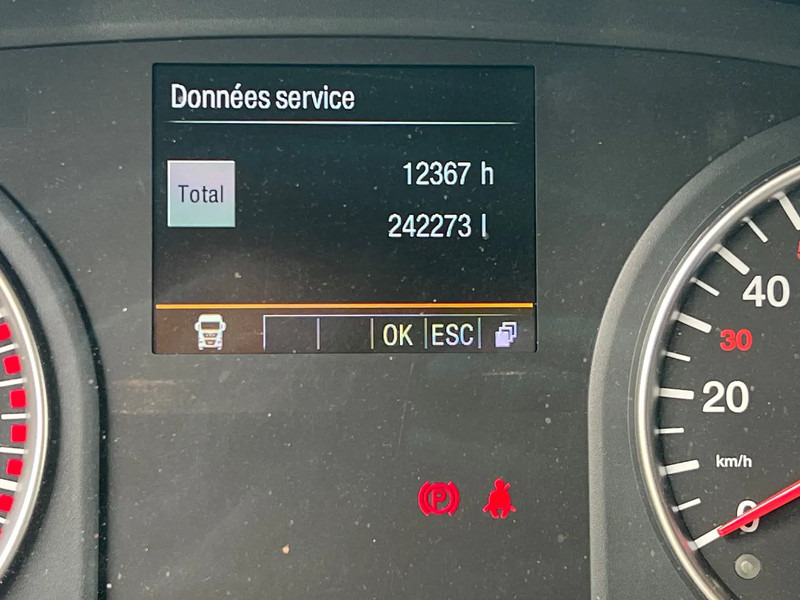 Données service
12367 h
Total
242273 l
OK ESC
40
30
20
km/h
0
P